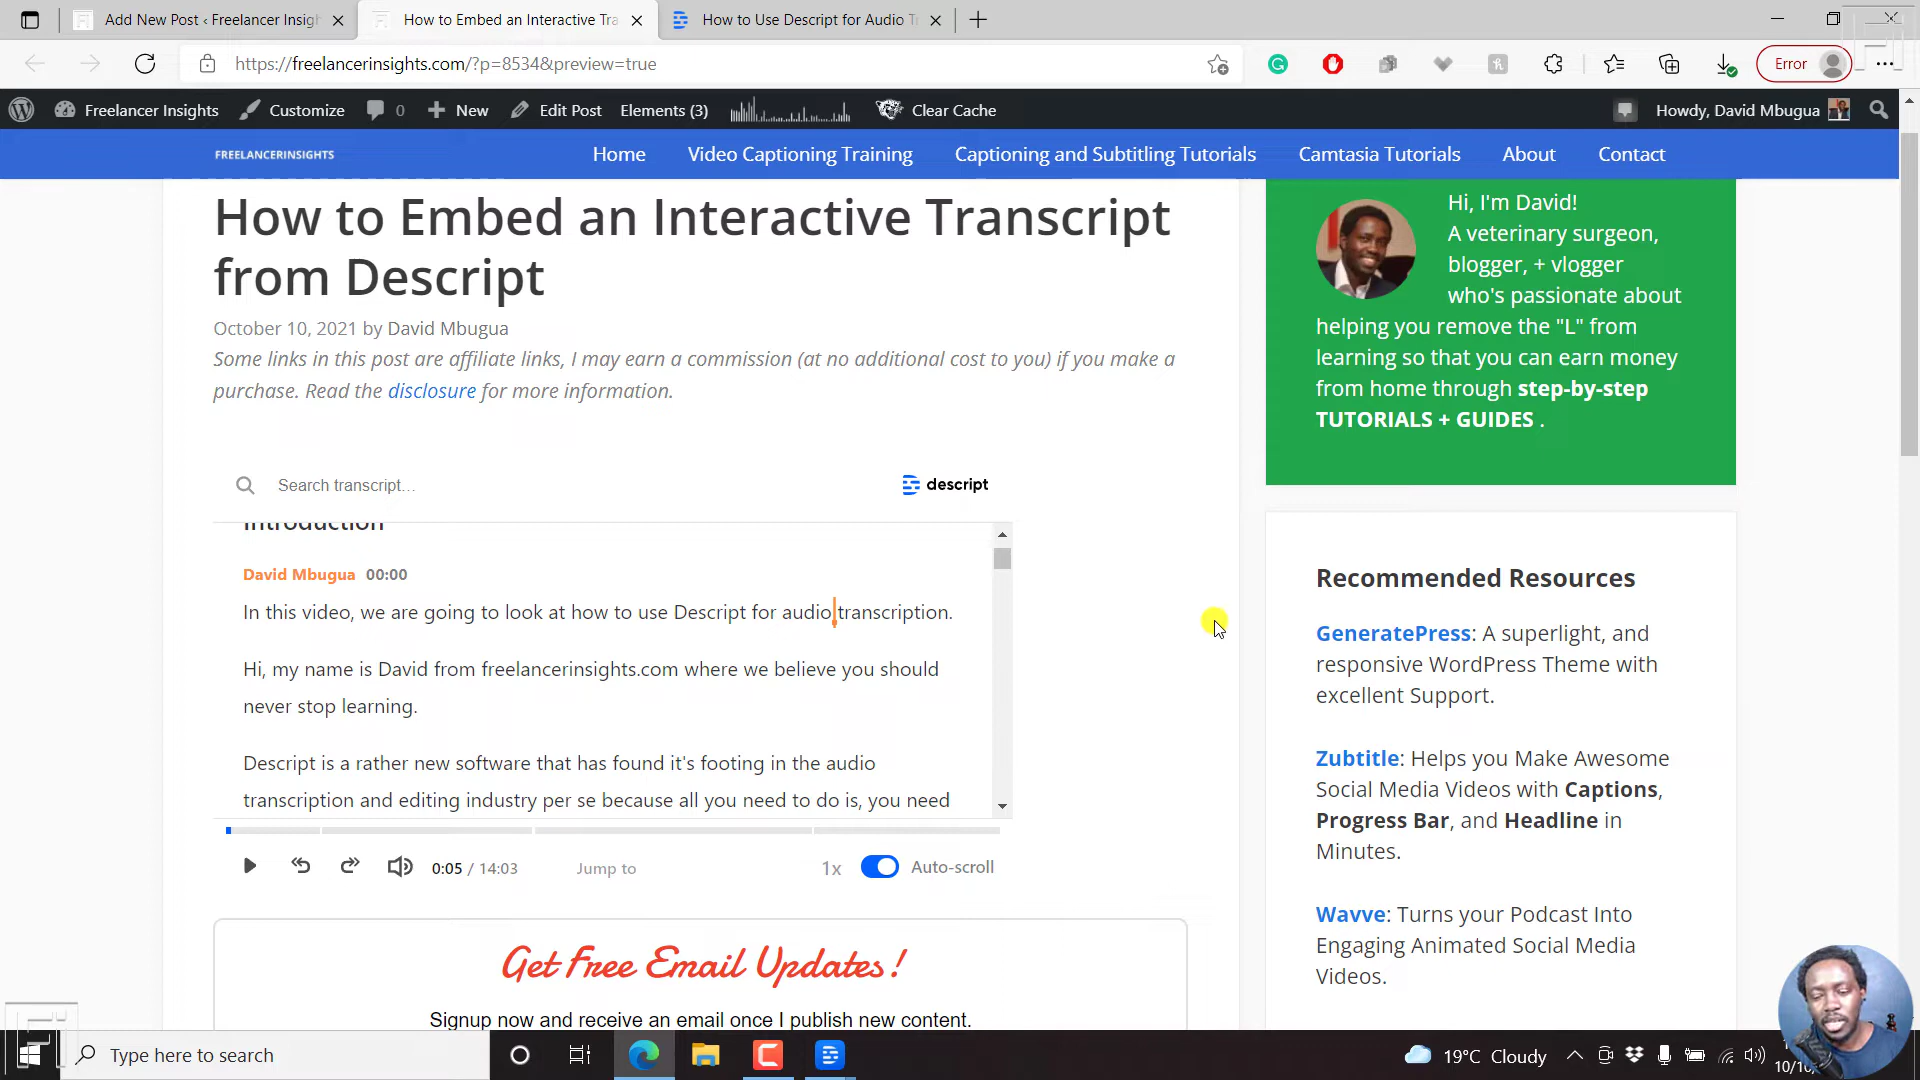 Add New Post ‹ Freelancer Insig
How to Embed an Interactive Tra
How to Use Descript for Audio T
https://freelancerinsights.com/?p=8534&preview=true
Error
Freelancer Insights
Customize
0
New
Edit Post
Elements (3)
Clear Cache
Howdy, David Mbugua
FREELANCERINSIGHTS
Home
Video Captioning Training
Captioning and Subtitling Tutorials
Camtasia Tutorials
About
Contact
How to Embed an Interactive Transcript
from Descript
October 10, 2021 by David Mbugua
Some links in this post are affiliate links, I may earn a commission (at no additional cost to you) if you make a
purchase. Read the disclosure for more information.
Search transcript...
descript
Introduction
David Mbugua 00:00
In this video, we are going to look at how to use Descript for audio transcription.
Hi, my name is David from freelancerinsights.com where we believe you should
never stop learning.
Descript is a rather new software that has found it's footing in the audio
transcription and editing industry per se because all you need to do is, you need
0:05 / 14:03
Jump to
1x
Auto-scroll
Get Free Email Updates!
Signup now and receive an email once I publish new content.
Hi, I'm David!
A veterinary surgeon,
blogger, + vlogger
who's passionate about
helping you remove the "L" from
learning so that you can earn money
from home through step-by-step
TUTORIALS + GUIDES .
Recommended Resources
GeneratePress: A superlight, and
responsive WordPress Theme with
excellent Support.
Zubtitle: Helps you Make Awesome
Social Media Videos with Captions,
Progress Bar, and Headline in
Minutes.
Wavve: Turns your Podcast Into
Engaging Animated Social Media
Videos.
Type here to search
19°C Cloudy